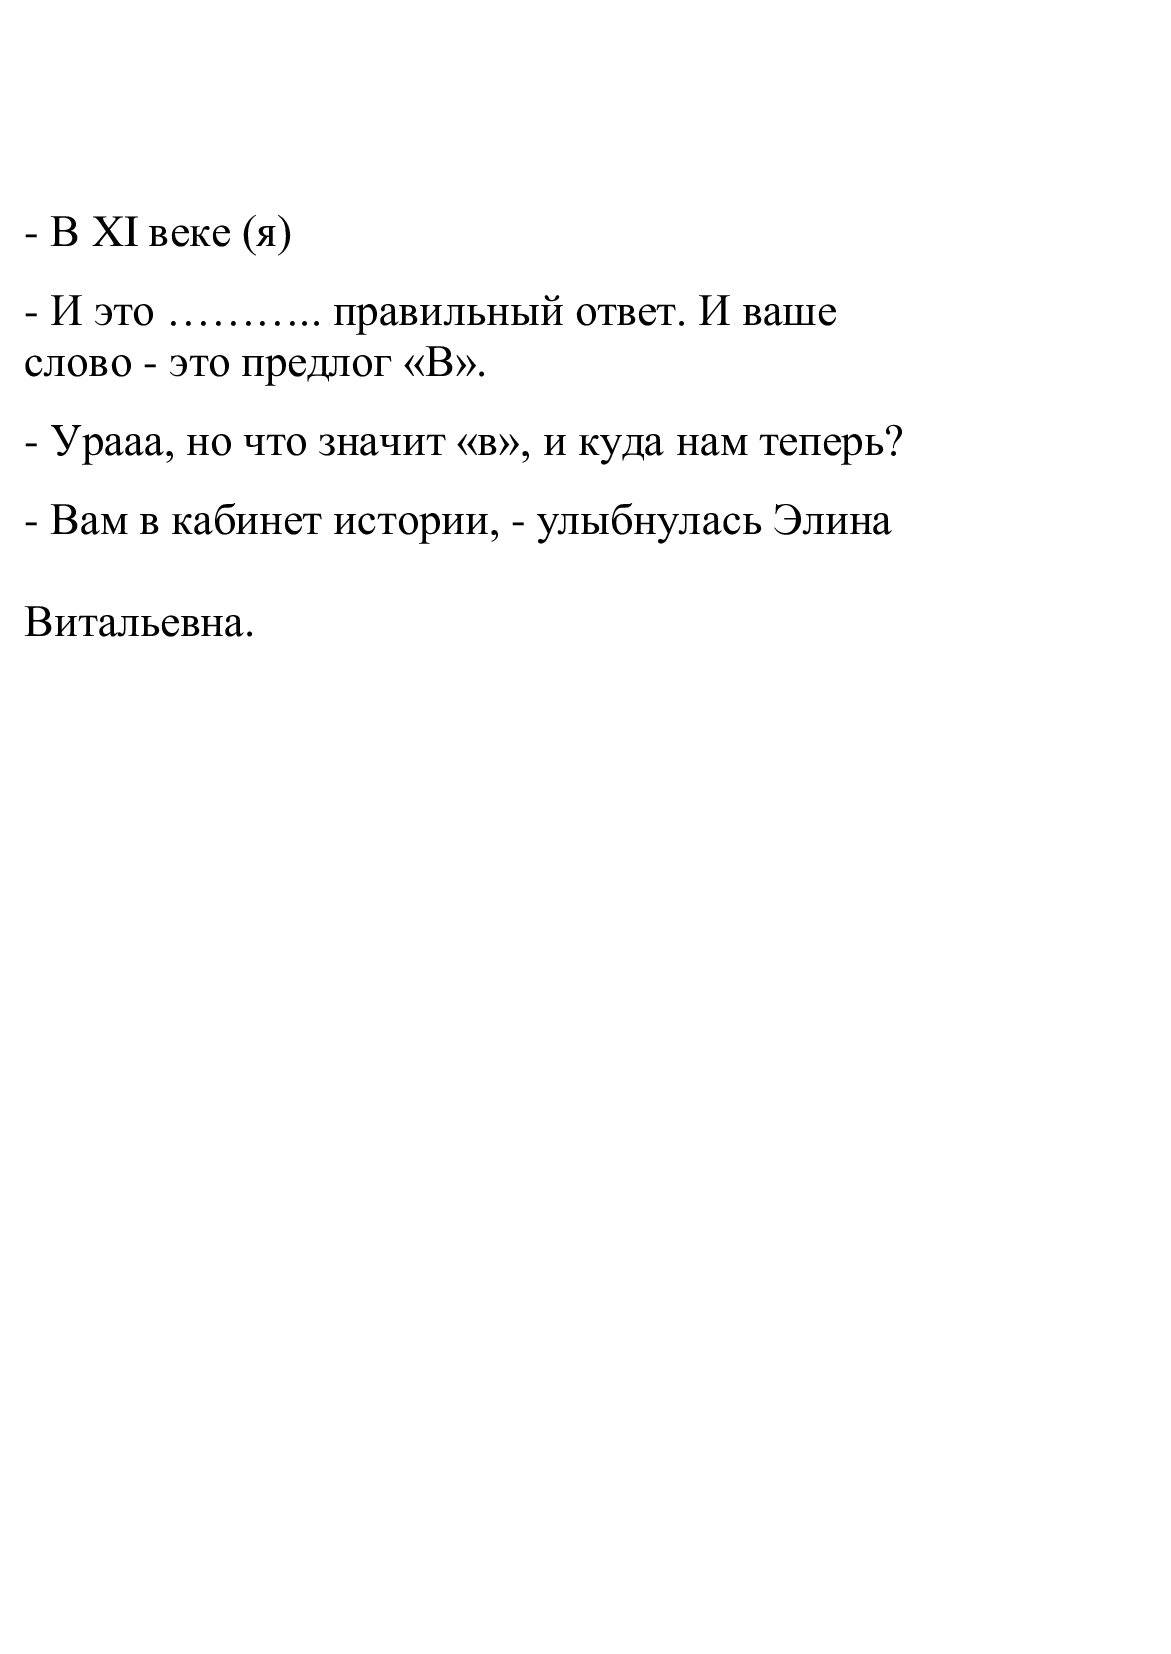 - В XI веке (я)
- И это ……….. правильный ответ. И ваше
слово - это предлог «В».
- Урааа, но что значит «в», и куда нам теперь?
- Вам в кабинет истории, - улыбнулась Элина
Витальевна.